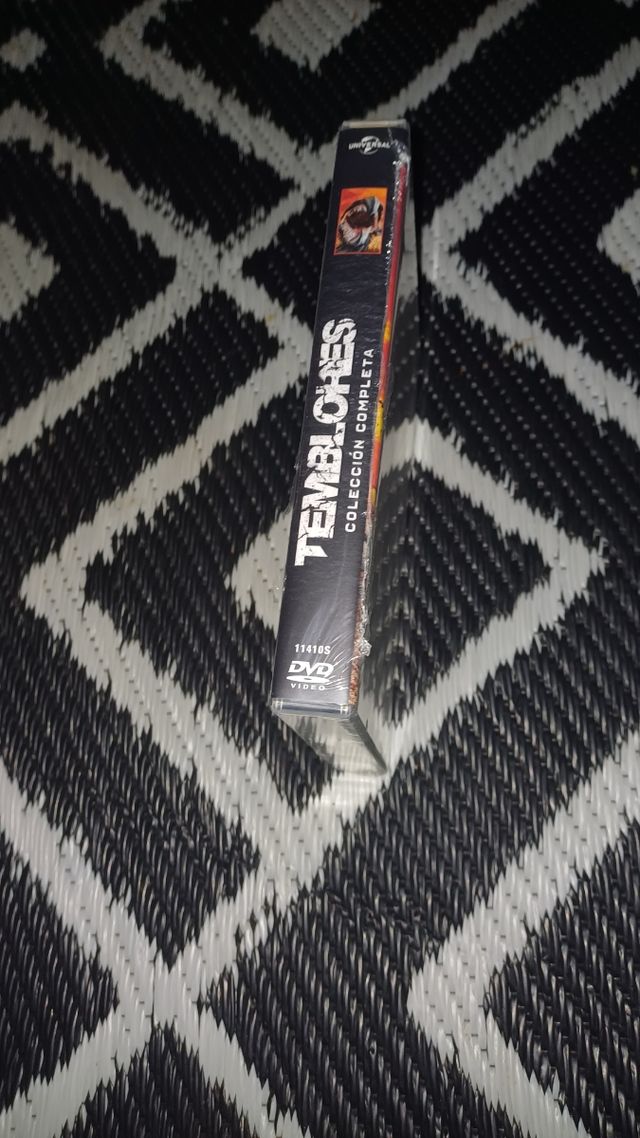 UNIVERSAL
TEMBLORES
COLECCIÓN COMPLETA
11410S
DVD
VIDEO